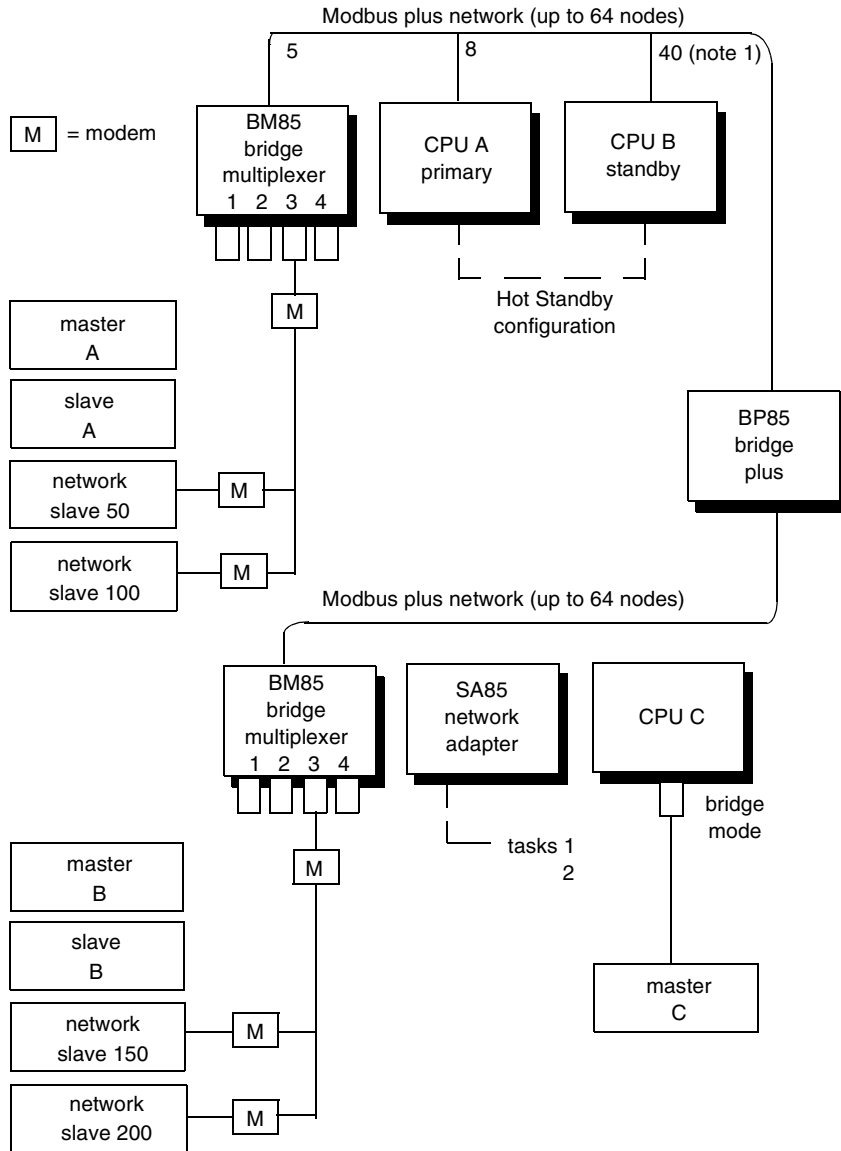 Modbus plus network (up to 64 nodes)
5
8
40 (note 1)
M = modem
BM85
bridge
multiplexer
1 2 3 4
CPU A
primary
CPU B
standby
Hot Standby
configuration
M
master
A
slave
A
network
slave 50
M
network
slave 100
M
BP85
bridge
plus
Modbus plus network (up to 64 nodes)
BM85
bridge
multiplexer
1 2 3 4
SA85
network
adapter
CPU C
bridge
mode
tasks 1
2
M
master
B
slave
B
network
slave 150
M
network
slave 200
M
master
C